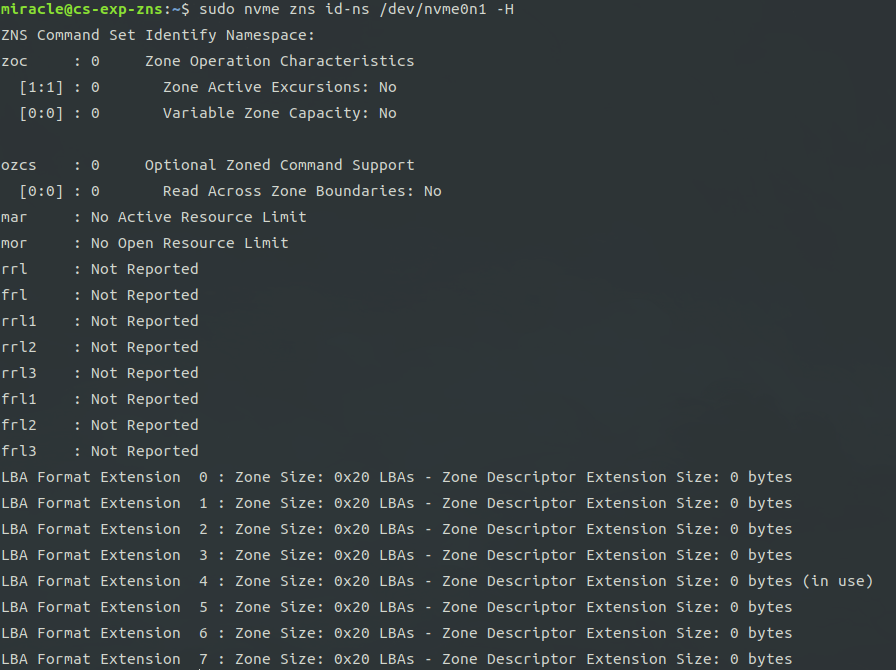 miracle@cs-exp-zns:~$ sudo nvme zns id-ns /dev/nvme0n1 -H
ZNS Command Set Identify Namespace:
zoc     : 0     Zone Operation Characteristics
  [1:1] : 0       Zone Active Excursions: No
  [0:0] : 0       Variable Zone Capacity: No

ozcs    : 0     Optional Zoned Command Support
  [0:0] : 0       Read Across Zone Boundaries: No
mar     : No Active Resource Limit
mor     : No Open Resource Limit
rrl     : Not Reported
frl     : Not Reported
rrl1    : Not Reported
rrl2    : Not Reported
rrl3    : Not Reported
frl1    : Not Reported
frl2    : Not Reported
frl3    : Not Reported
LBA Format Extension  0 : Zone Size: 0x20 LBAs - Zone Descriptor Extension Size: 0 bytes
LBA Format Extension  1 : Zone Size: 0x20 LBAs - Zone Descriptor Extension Size: 0 bytes
LBA Format Extension  2 : Zone Size: 0x20 LBAs - Zone Descriptor Extension Size: 0 bytes
LBA Format Extension  3 : Zone Size: 0x20 LBAs - Zone Descriptor Extension Size: 0 bytes
LBA Format Extension  4 : Zone Size: 0x20 LBAs - Zone Descriptor Extension Size: 0 bytes (in use)
LBA Format Extension  5 : Zone Size: 0x20 LBAs - Zone Descriptor Extension Size: 0 bytes
LBA Format Extension  6 : Zone Size: 0x20 LBAs - Zone Descriptor Extension Size: 0 bytes
LBA Format Extension  7 : Zone Size: 0x20 LBAs - Zone Descriptor Extension Size: 0 bytes